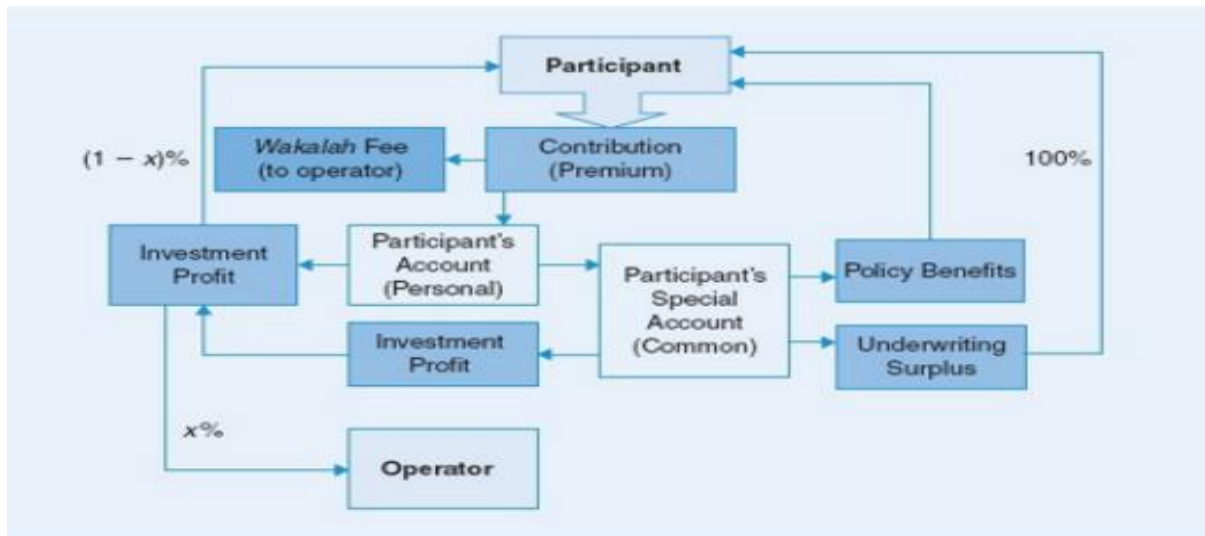 Participant
Wakalah Fee
(to operator)
Contribution
(Premium)
(1 – x)%
100%
Investment
Profit
Participant's
Account
(Personal)
Participant's
Special
Account
(Common)
Policy Benefits
Investment
Profit
Underwriting
Surplus
x%
Operator